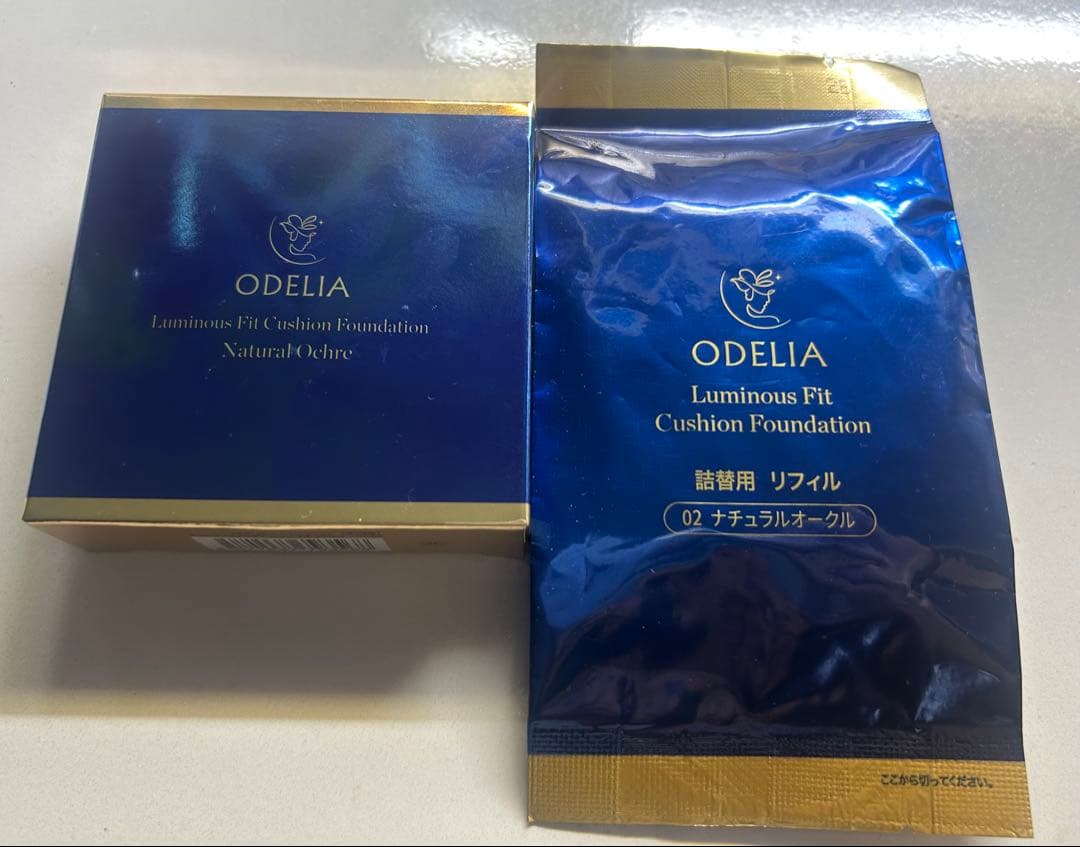 ODELIA
Luminous Fit Cushion Foundation
Natural Ochre
ODELIA
Luminous Fit
Cushion Foundation
詰替用 リフィル
02 ナチュラルオークル
ここから切ってください。